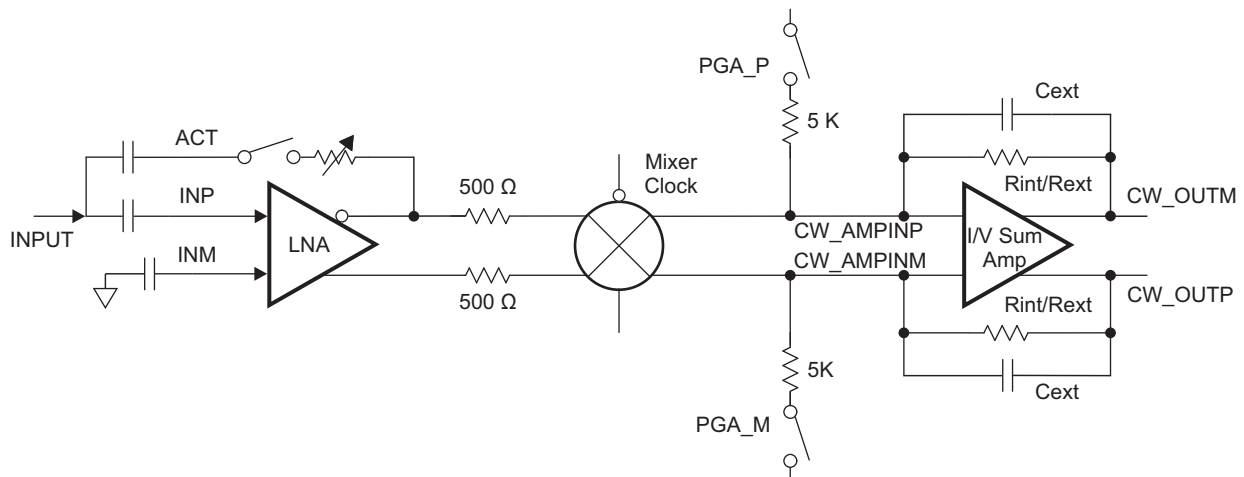 PGA_P
5 K
Cext
ACT
Mixer
Clock
500 Ω
Rint/Rext
INP
CW_OUTM
INPUT
LNA
CW_AMPINP
I/V Sum
Amp
INM
CW_AMPINM
500 Ω
Rint/Rext
CW_OUTP
5K
Cext
PGA_M